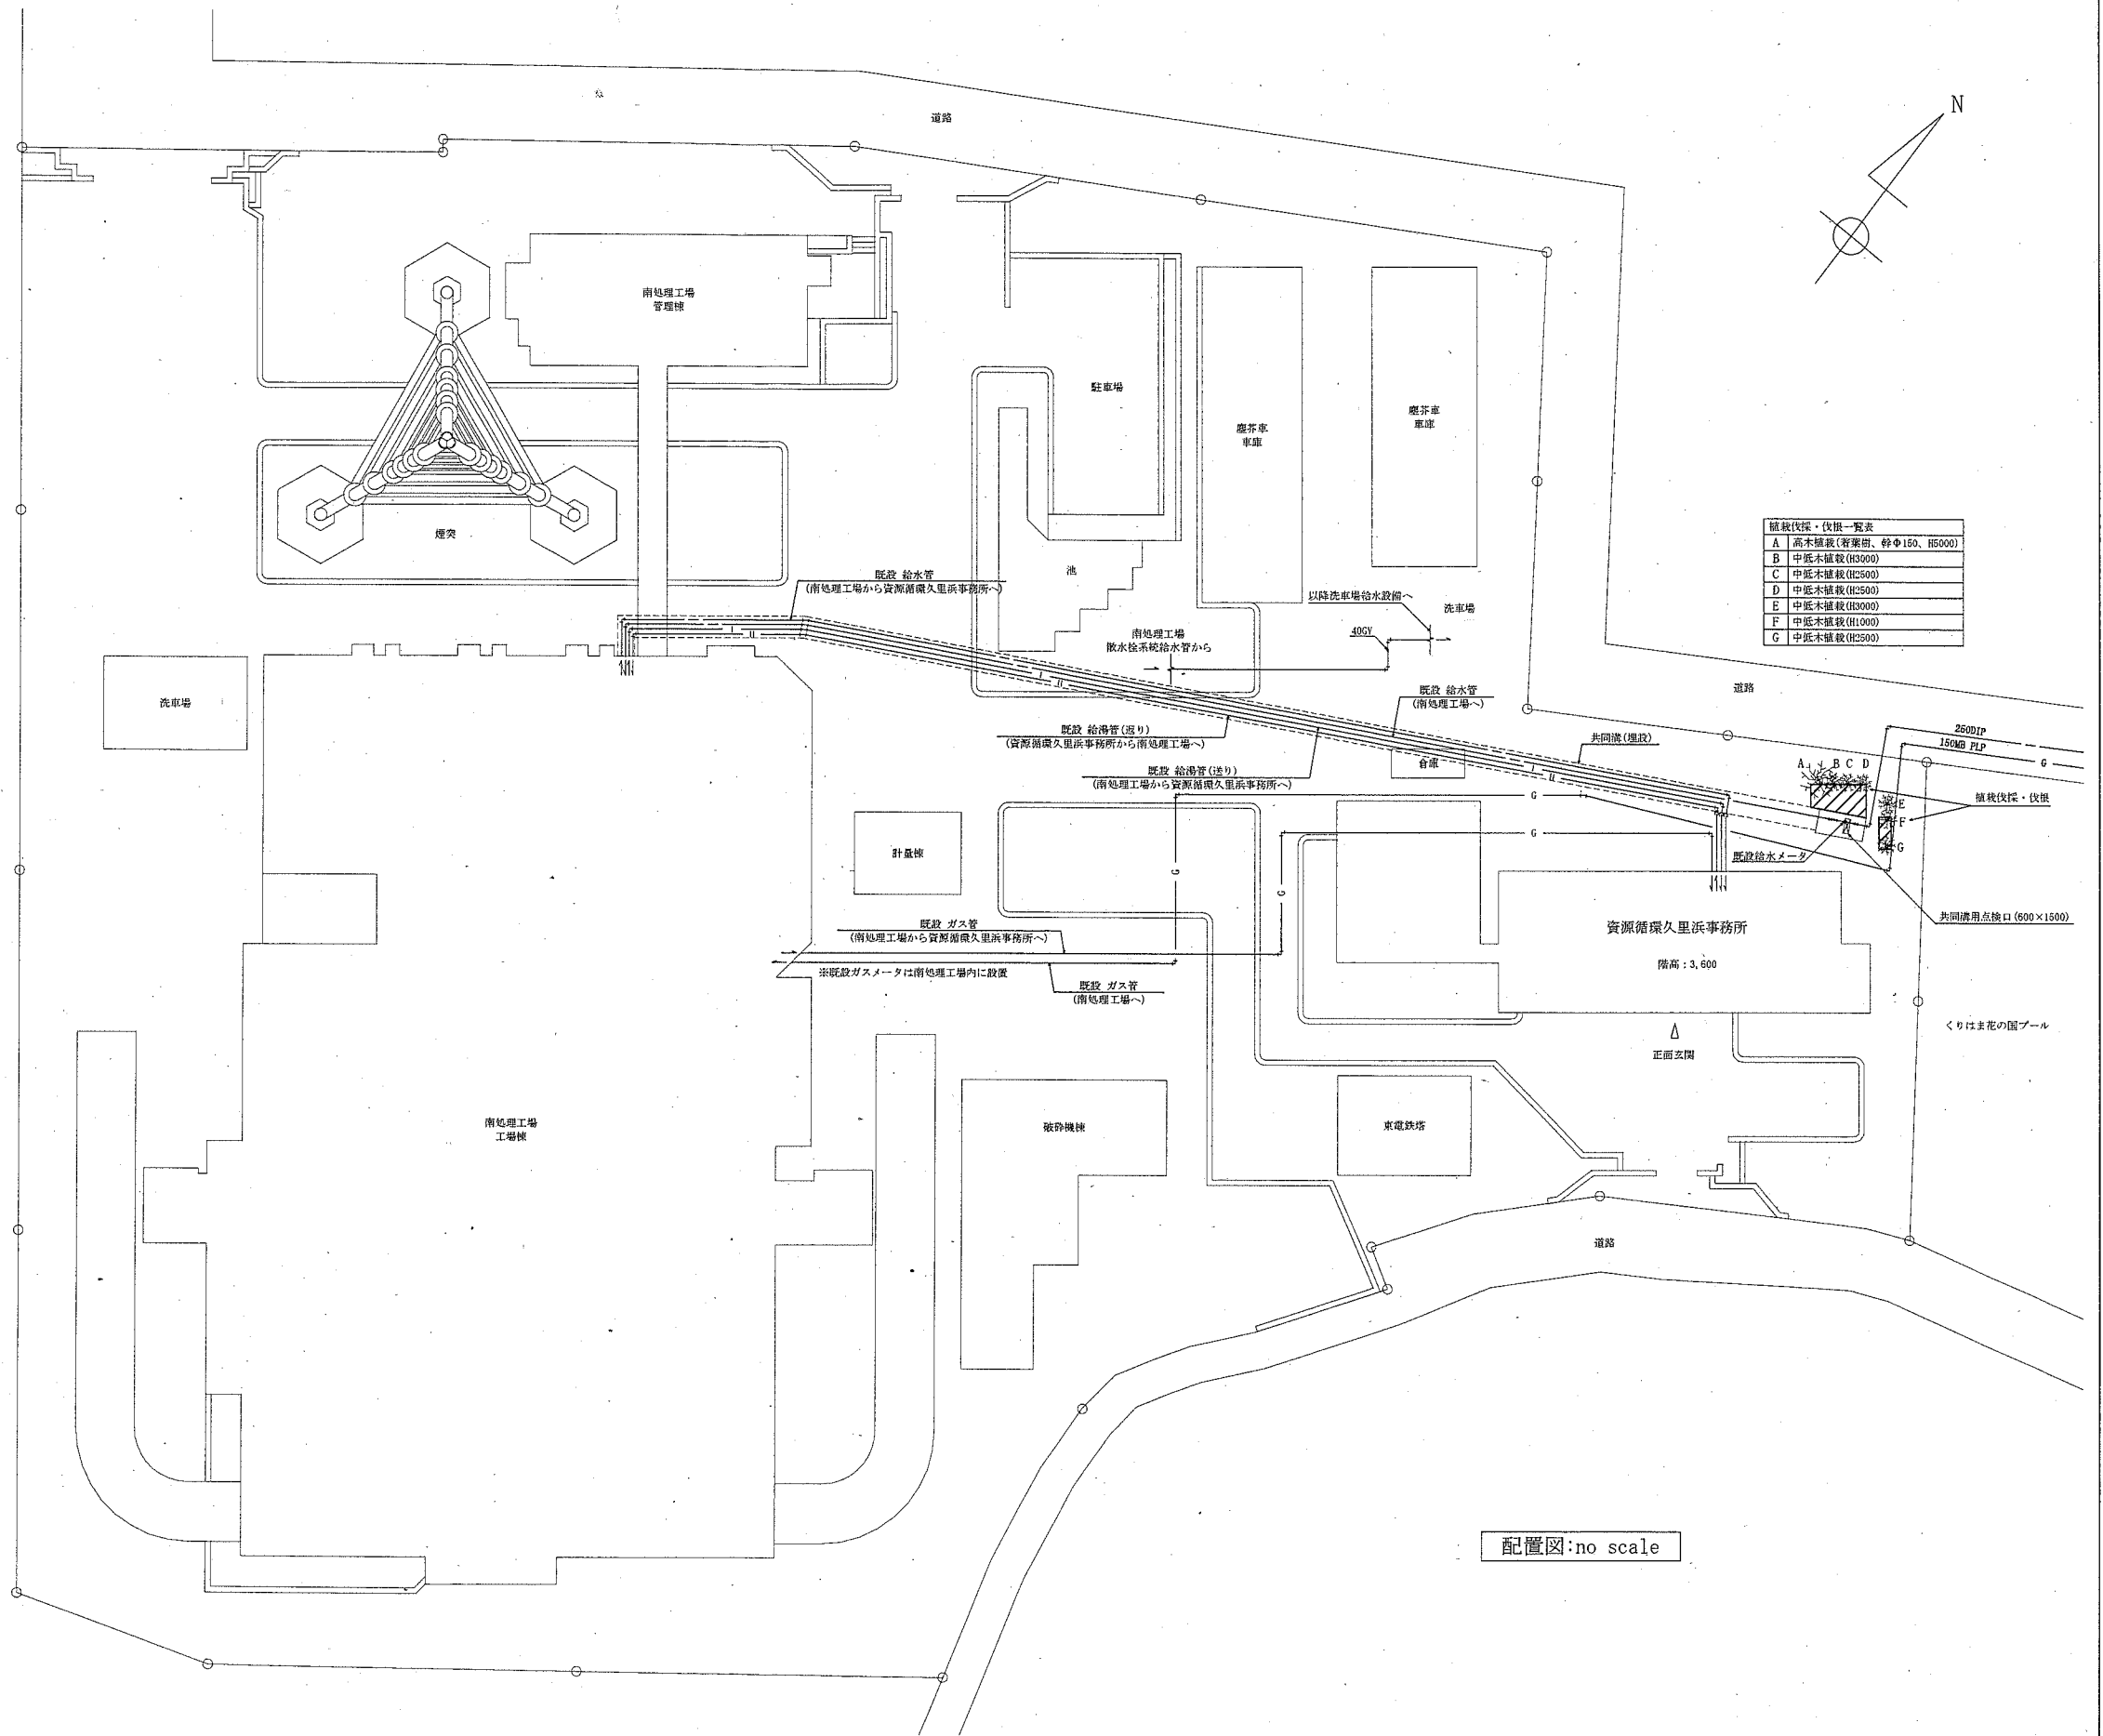 道路
N
南処理工場
管理棟
駐車場
塵芥車
車庫
塵芥車
車庫
煙突
植栽伐採・伐根一覧表
A 高木植栽(着葉樹、幹Φ150、H5000)
B 中低木植栽(H3000)
C 中低木植栽(H2500)
D 中低木植栽(H2500)
E 中低木植栽(H3000)
F 中低木植栽(H1000)
G 中低木植栽(H2500)
池
既設 給水管
(南処理工場から資源循環久里浜事務所へ)
以降洗車場給水設備へ
洗車場
40GV
南処理工場
散水栓系統給水管から
洗車場
既設 給水管
(南処理工場へ)
道路
既設 給湯管(返り)
(資源循環久里浜事務所から南処理工場へ)
共同溝(埋設)
250DIP
150MB PLP
G
既設 給湯管(送り)
(南処理工場から資源循環久里浜事務所へ)
倉庫
A
B
C
D
植栽伐採・伐根
E
F
G
G
G
G
G
既設給水メータ
計量棟
共同溝用点検口(600×1500)
既設 ガス管
(南処理工場から資源循環久里浜事務所へ)
資源循環久里浜事務所
階高:3,600
※既設ガスメータは南処理工場内に設置
既設 ガス管
(南処理工場へ)
くりはま花の国プール
正面玄関
南処理工場
工場棟
破砕機棟
東電鉄塔
道路
配置図:no scale